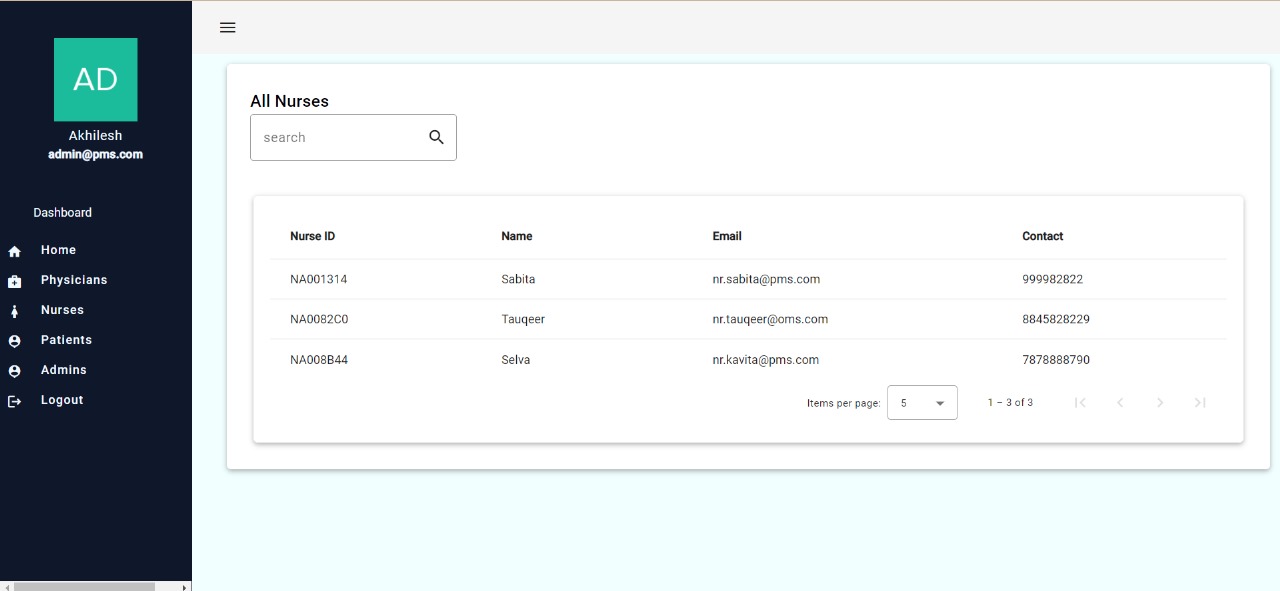 AD
Akhilesh
admin@pms.com
Dashboard
Home
Physicians
Nurses
Patients
Admins
Logout
All Nurses
search
Nurse ID Name Email Contact
NA001314 Sabita nr.sabita@pms.com 999982822
NA0082C0 Tauqeer nr.tauqeer@oms.com 8845828229
NA008B44 Selva nr.kavita@pms.com 7878888790
Items per page: 5 1 – 3 of 3